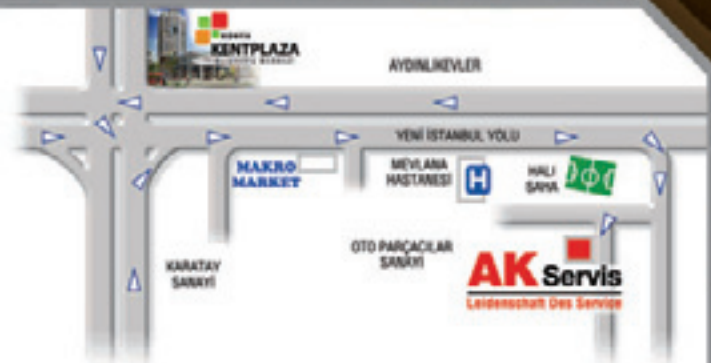 KONYA
KENTPLAZA
AYDINLIKEVLER
YENİ İSTANBUL YOLU
MAKRO
MARKET
MEVLANA
HASTANESİ
H
HALI
SAHA
KARATAY
SANAYİ
OTO PARÇACILAR
SANAYİ
AK Servis
Leidenschaft Des Service